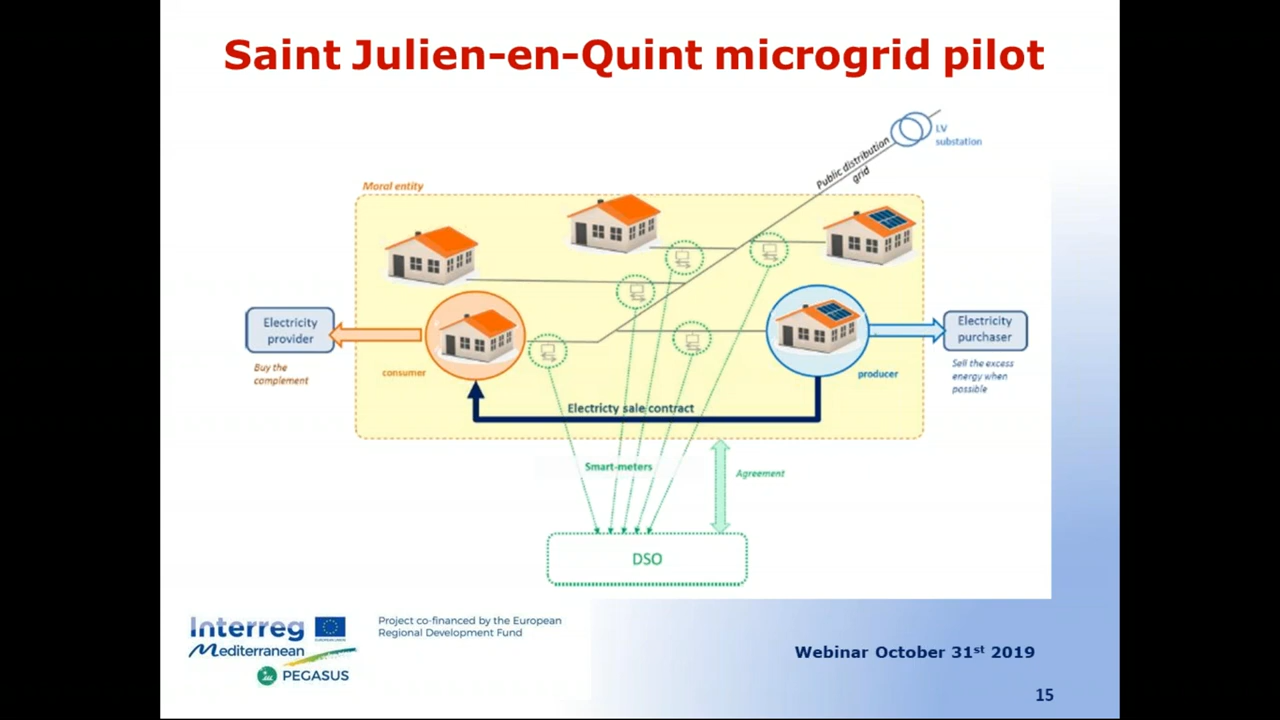 Saint Julien-en-Quint microgrid pilot
LV
substation
Public distribution
grid
Moral entity
Electricity
provider
Buy the
complement
consumer
producer
Electricity
purchaser
Sell the excess
energy when
possible
Electricty sale contract
Smart-meters
Agreement
DSO
Interreg
EUROPEAN UNION
Mediterranean
PEGASUS
Project co-financed by the European
Regional Development Fund
Webinar October 31st 2019
15